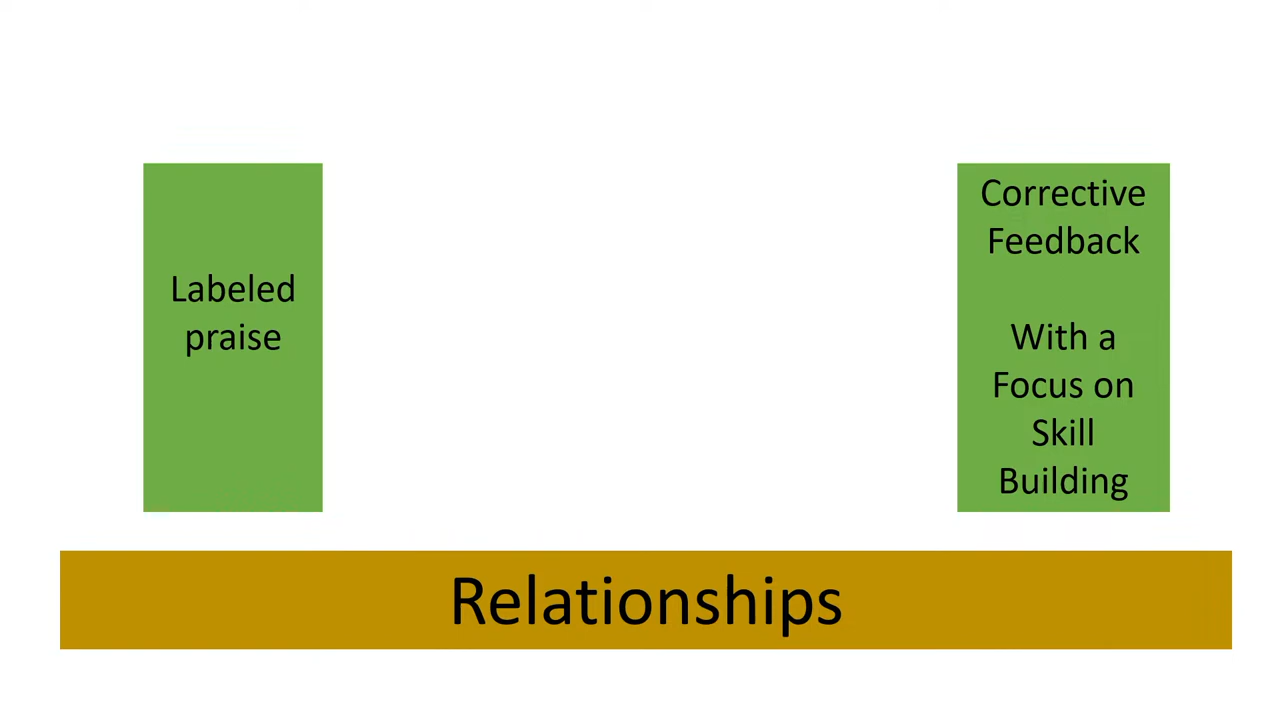 Labeled
praise
Corrective
Feedback
With a
Focus on
Skill
Building
Relationships